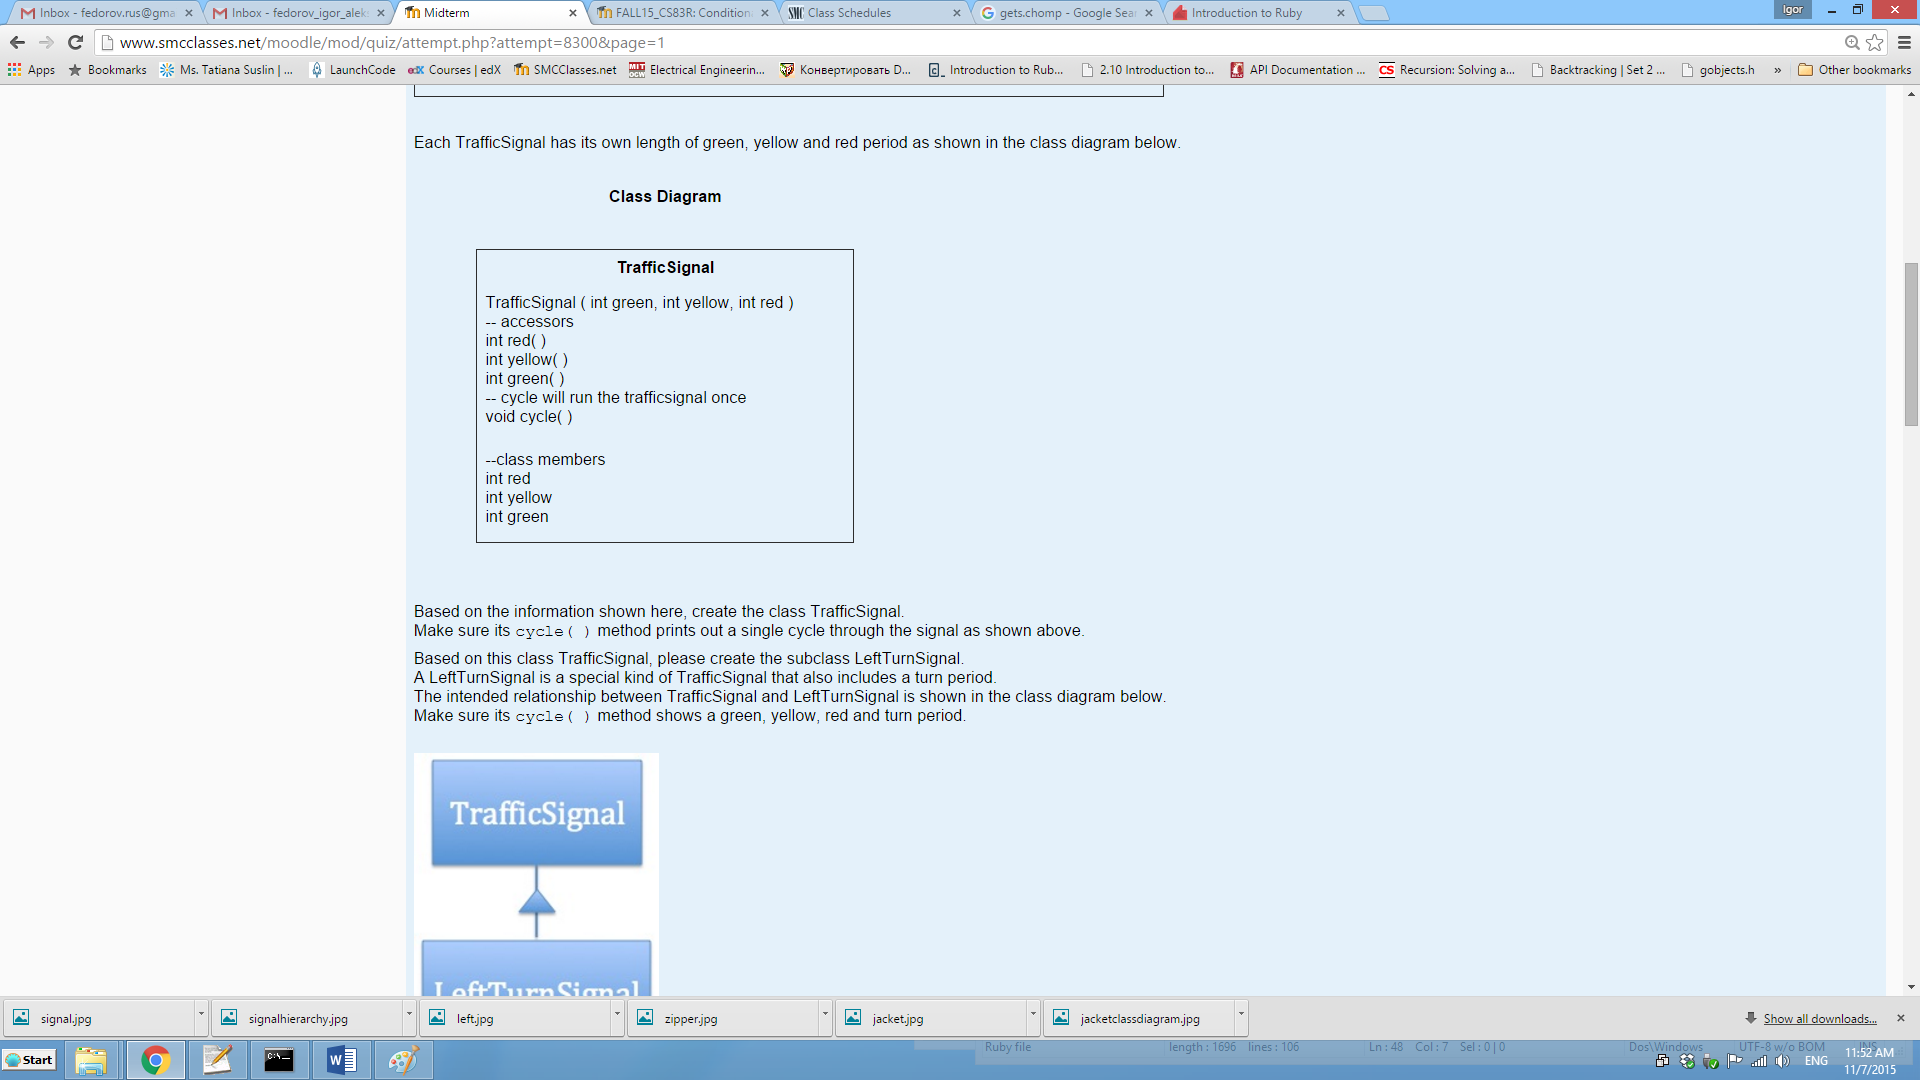 Inbox - fedorov.rus@gma
Inbox - fedorov_igor_alek
Midterm
FALL15_CS83R: Condition
SMC Class Schedules
gets.chomp - Google Sea
Introduction to Ruby
Igor
www.smcclasses.net/moodle/mod/quiz/attempt.php?attempt=8300&page=1
Apps
Bookmarks
Ms. Tatiana Suslin | ...
LaunchCode
edX Courses | edX
SMCClasses.net
MIT OCW Electrical Engineerin...
Конвертировать D...
Introduction to Rub...
2.10 Introduction to...
API Documentation ...
CS Recursion: Solving a...
Backtracking | Set 2 ...
gobjects.h
»
Other bookmarks
Each TrafficSignal has its own length of green, yellow and red period as shown in the class diagram below.
Class Diagram
TrafficSignal
TrafficSignal ( int green, int yellow, int red )
-- accessors
int red( )
int yellow( )
int green( )
-- cycle will run the trafficsignal once
void cycle( )
--class members
int red
int yellow
int green
Based on the information shown here, create the class TrafficSignal.
Make sure its cycle( ) method prints out a single cycle through the signal as shown above.
Based on this class TrafficSignal, please create the subclass LeftTurnSignal.
A LeftTurnSignal is a special kind of TrafficSignal that also includes a turn period.
The intended relationship between TrafficSignal and LeftTurnSignal is shown in the class diagram below.
Make sure its cycle( ) method shows a green, yellow, red and turn period.
TrafficSignal
LeftTurnSignal
signal.jpg
signalhierarchy.jpg
left.jpg
zipper.jpg
jacket.jpg
jacketclassdiagram.jpg
Show all downloads...
Start
Ruby file
length : 1696 lines : 106
Ln : 48 Col : 7 Sel : 0 | 0
Dos\Windows
UTF-8 w/o BOM
INS
ENG
11:52 AM
11/7/2015